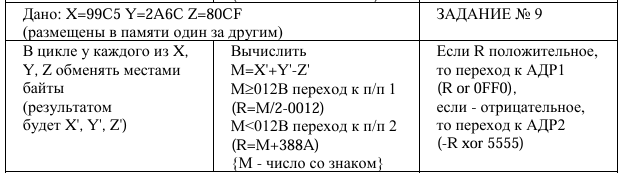 Дано: X=99C5 Y=2A6C Z=80CF
(размещены в памяти один за другим)
ЗАДАНИЕ № 9
В цикле у каждого из X,
Y, Z обменять местами
байты
(результатом
будет X', Y', Z')
Вычислить
M=X'+Y'-Z'
M≥012B переход к п/п 1
(R=M/2-0012)
M<012B переход к п/п 2
(R=M+388A)
{M - число со знаком}
Если R положительное,
то переход к АДР1
(R or 0FF0),
если - отрицательное,
то переход к АДР2
(-R xor 5555)